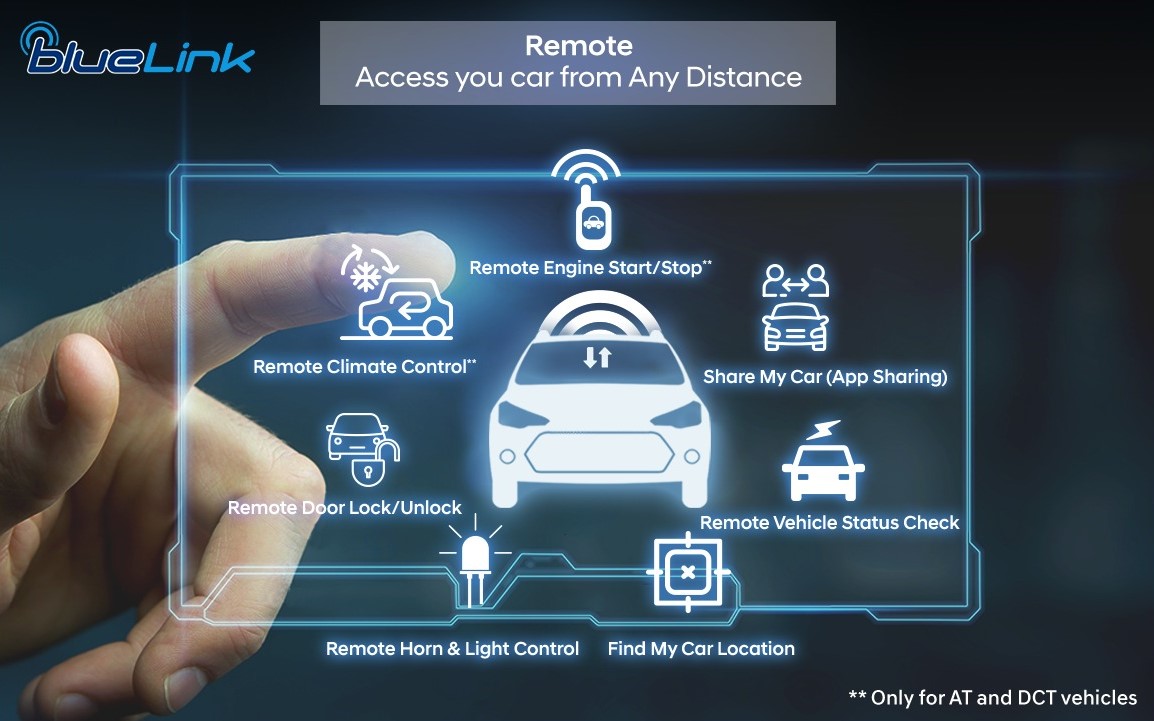 blueLink
Remote
Access you car from Any Distance
Remote Engine Start/Stop**
Remote Climate Control**
Share My Car (App Sharing)
Remote Door Lock/Unlock
Remote Vehicle Status Check
Remote Horn & Light Control
Find My Car Location
** Only for AT and DCT vehicles